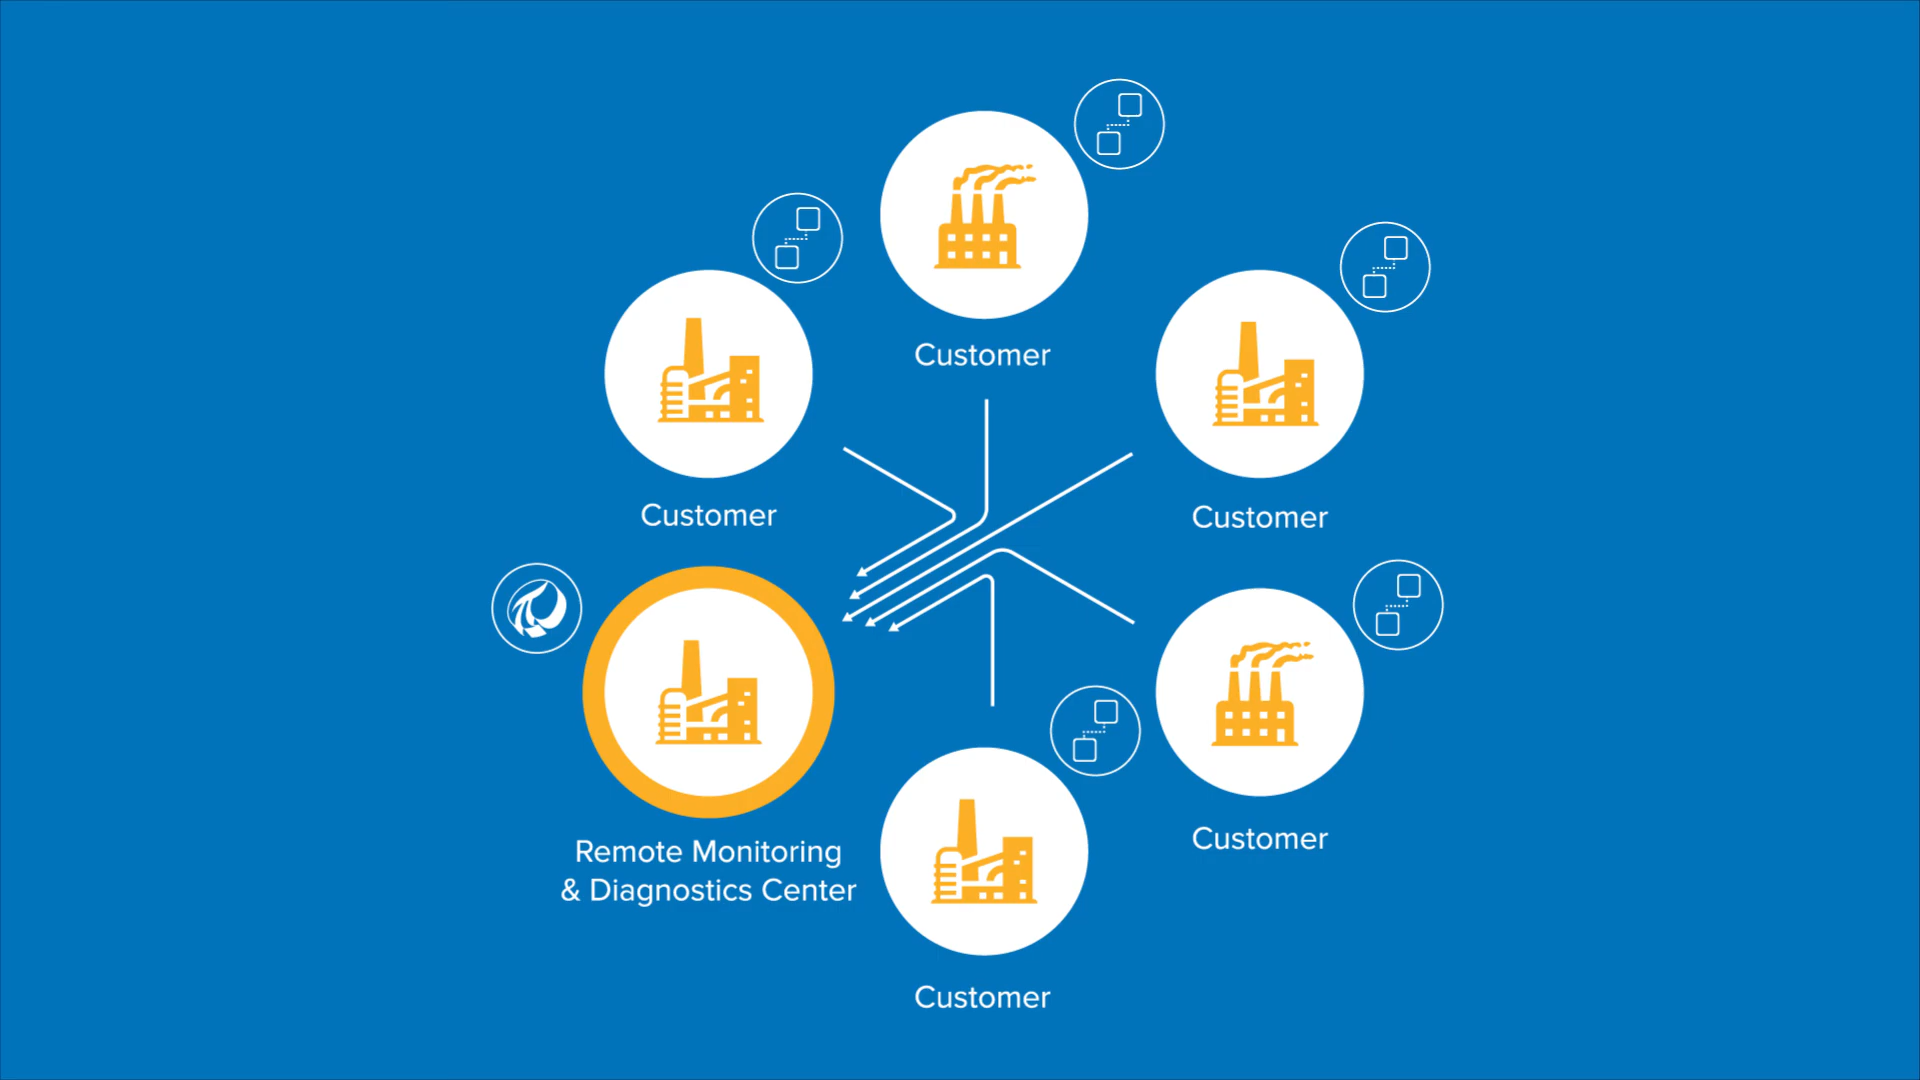 Customer
Customer
Customer
Remote Monitoring
& Diagnostics Center
Customer
Customer